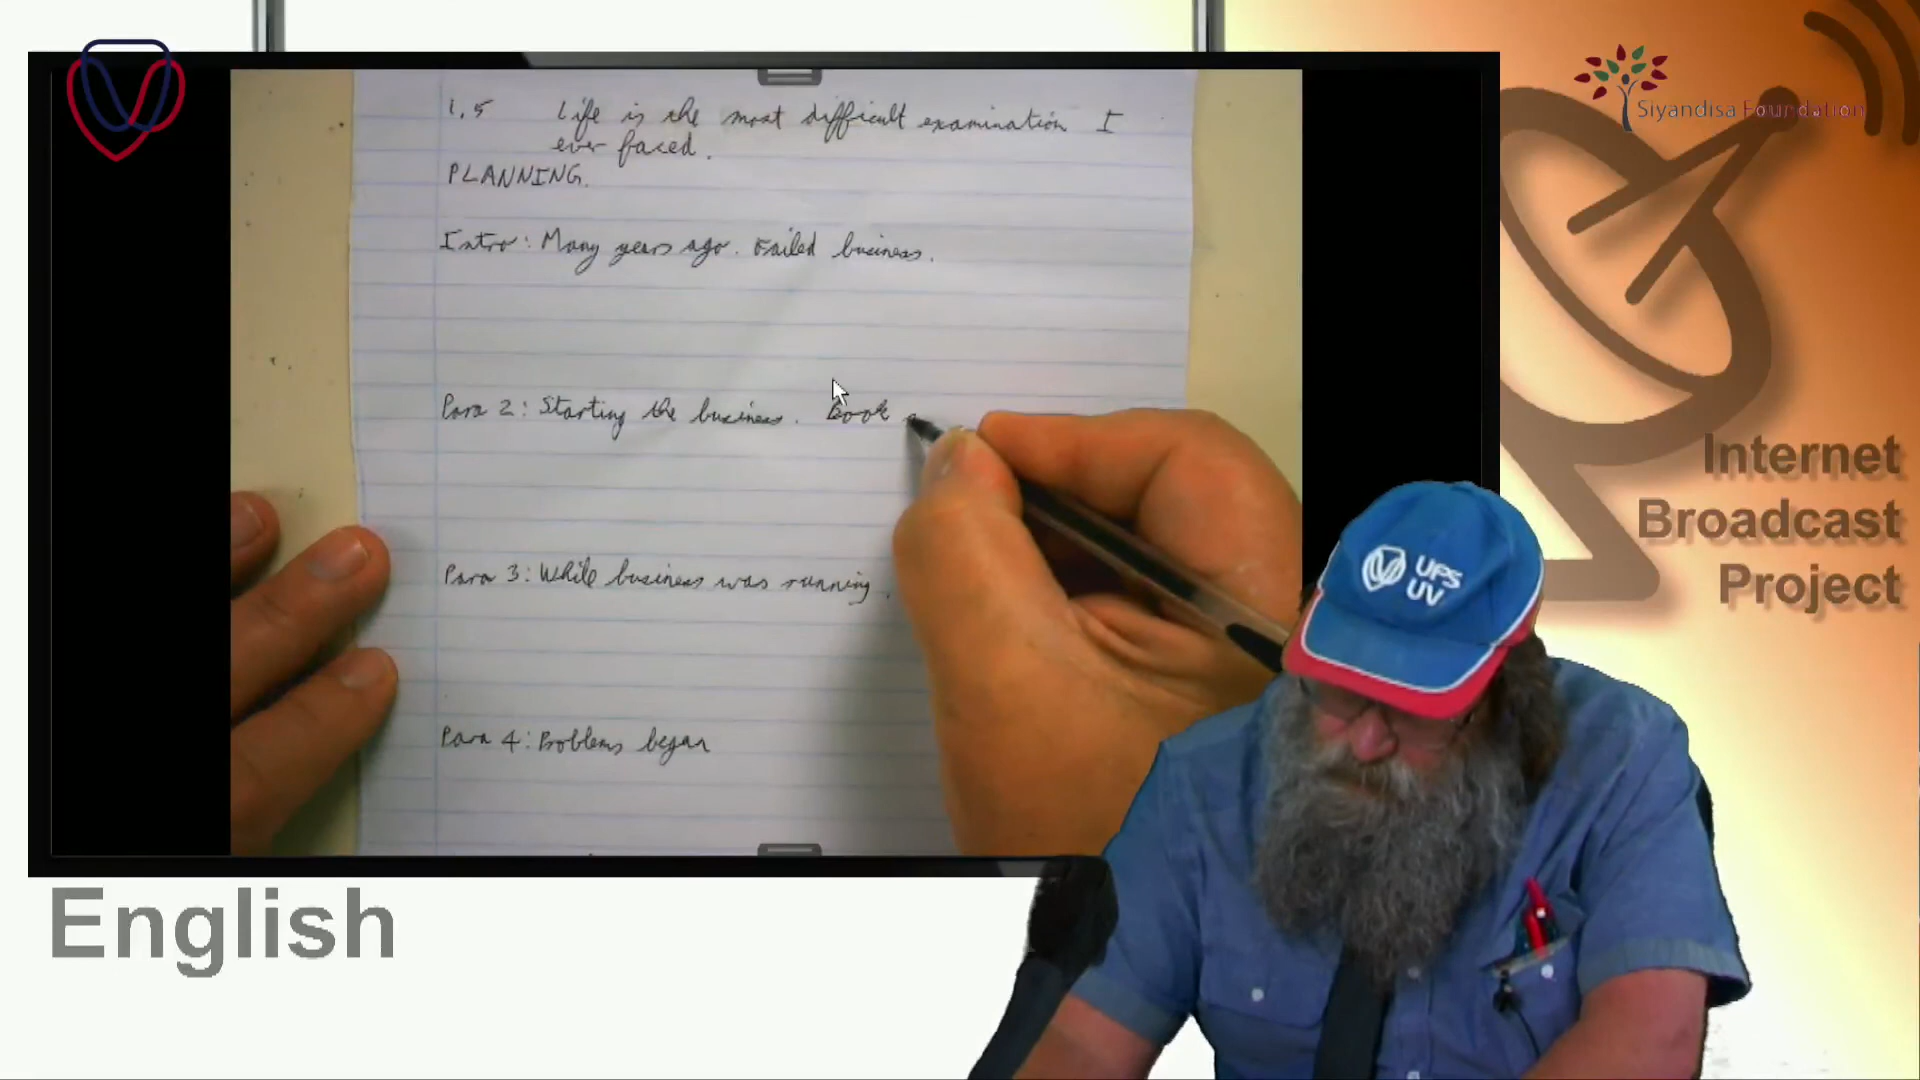 1,5 Life is the most difficult examination I
ever faced.
PLANNING.
Intro: Many years ago. Failed business.
Para 2: Starting the business. Book
Para 3: While business was running.
Para 4: Problems began
Siyandisa Foundation
Internet
Broadcast
Project
UFS
UV
English